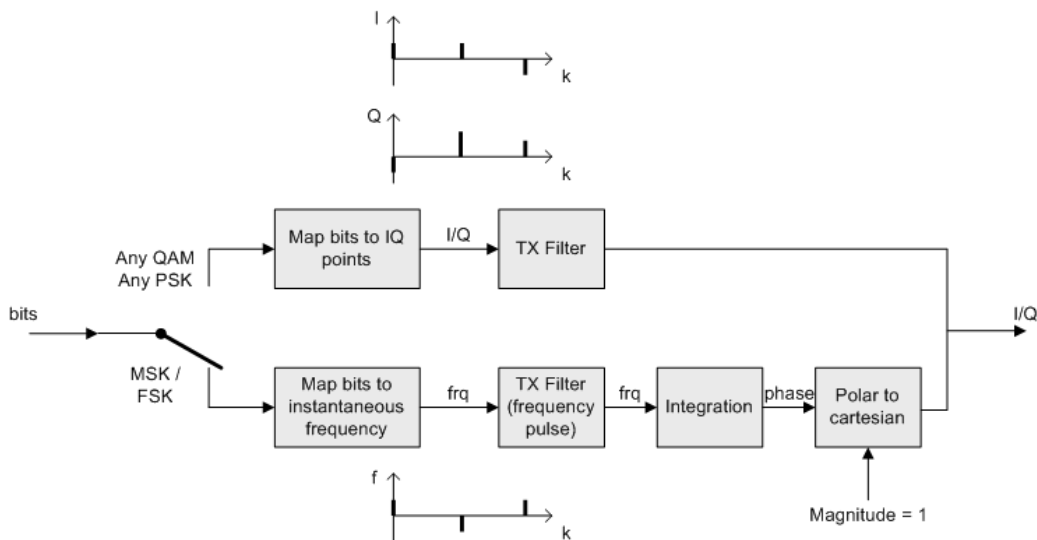 I
k
Q
k
Map bits to IQ
points
I/Q
TX Filter
Any QAM
Any PSK
bits
I/Q
MSK /
FSK
Map bits to
instantaneous
frequency
frq
TX Filter
(frequency
pulse)
frq
Integration
phase
Polar to
cartesian
f
k
Magnitude = 1